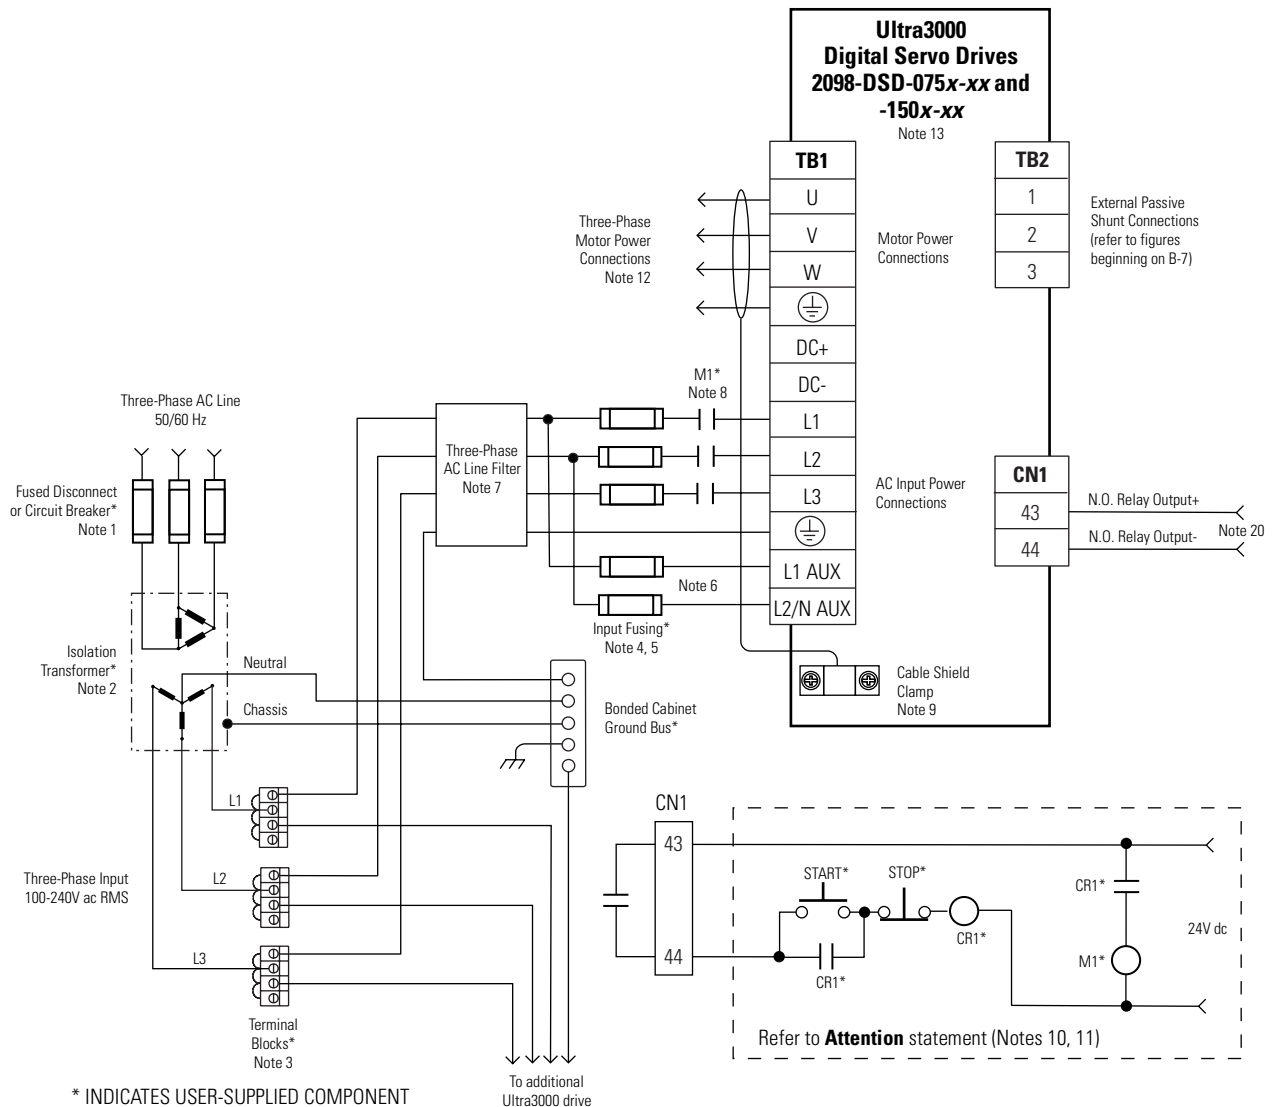 Ultra3000
Digital Servo Drives
2098-DSD-075x-xx and
-150x-xx
Note 13
TB1
U
V
W
DC+
DC-
L1
L2
L3
L1 AUX
L2/N AUX
TB2
1
2
3
External Passive
Shunt Connections
(refer to figures
beginning on B-7)
Three-Phase
Motor Power
Connections
Note 12
Motor Power
Connections
M1*
Note 8
Three-Phase AC Line
50/60 Hz
Three-Phase
AC Line Filter
Note 7
AC Input Power
Connections
CN1
43
44
N.O. Relay Output+
N.O. Relay Output-
Note 20
Fused Disconnect
or Circuit Breaker*
Note 1
Note 6
Input Fusing*
Note 4, 5
Isolation
Transformer*
Note 2
Neutral
Chassis
Bonded Cabinet
Ground Bus*
Cable Shield
Clamp
Note 9
L1
L2
L3
Three-Phase Input
100-240V ac RMS
Terminal
Blocks*
Note 3
To additional
Ultra3000 drive
CN1
43
44
START*
STOP*
CR1*
CR1*
CR1*
M1*
24V dc
Refer to Attention statement (Notes 10, 11)
* INDICATES USER-SUPPLIED COMPONENT